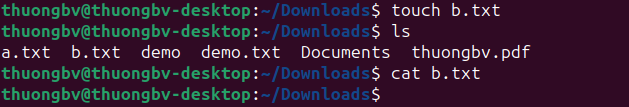 thuongbv@thuongbv-desktop:~/Downloads$ touch b.txt
thuongbv@thuongbv-desktop:~/Downloads$ ls
a.txt  b.txt  demo  demo.txt  Documents  thuongbv.pdf
thuongbv@thuongbv-desktop:~/Downloads$ cat b.txt
thuongbv@thuongbv-desktop:~/Downloads$